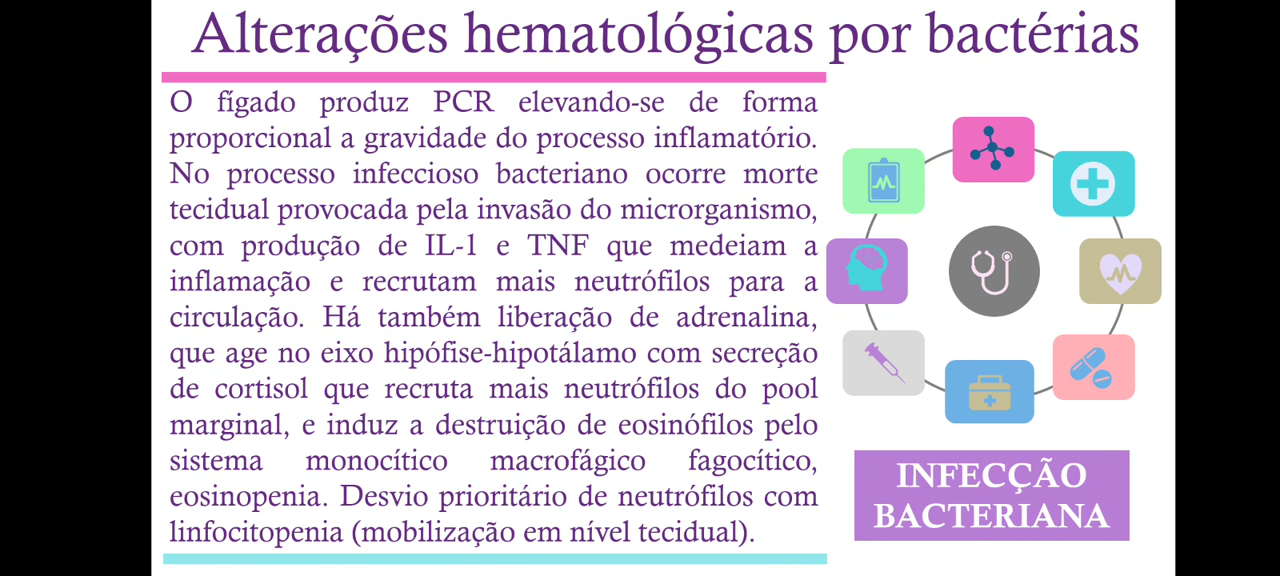 Alterações hematológicas por bactérias
O fígado produz PCR elevando-se de forma
proporcional a gravidade do processo inflamatório.
No processo infeccioso bacteriano ocorre morte
tecidual provocada pela invasão do microrganismo,
com produção de IL-1 e TNF que medeiam a
inflamação e recrutam mais neutrófilos para a
circulação. Há também liberação de adrenalina,
que age no eixo hipófise-hipotálamo com secreção
de cortisol que recruta mais neutrófilos do pool
marginal, e induz a destruição de eosinófilos pelo
sistema monocítico macrofágico fagocítico,
eosinopenia. Desvio prioritário de neutrófilos com
linfocitopenia (mobilização em nível tecidual).
INFECÇÃO
BACTERIANA